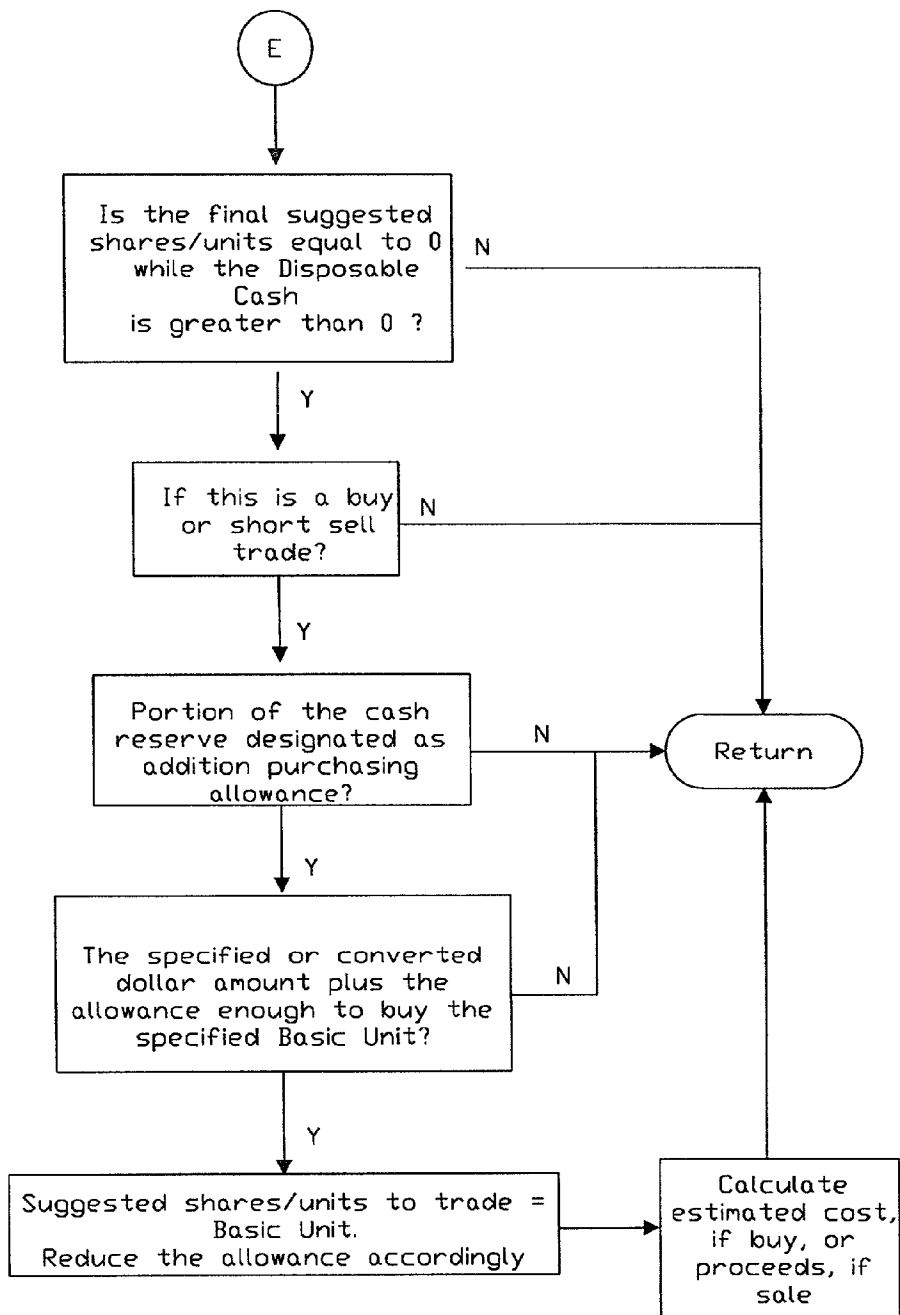 E
Is the final suggested
shares/units equal to 0
while the Disposable
Cash
is greater than 0 ?
N
Y
If this is a buy
or short sell
trade?
N
Y
Portion of the cash
reserve designated as
addition purchasing
allowance?
N
Return
Y
The specified or converted
dollar amount plus the
allowance enough to buy the
specified Basic Unit?
N
Y
Suggested shares/units to trade =
Basic Unit.
Reduce the allowance accordingly
Calculate
estimated cost,
if buy, or
proceeds, if
sale